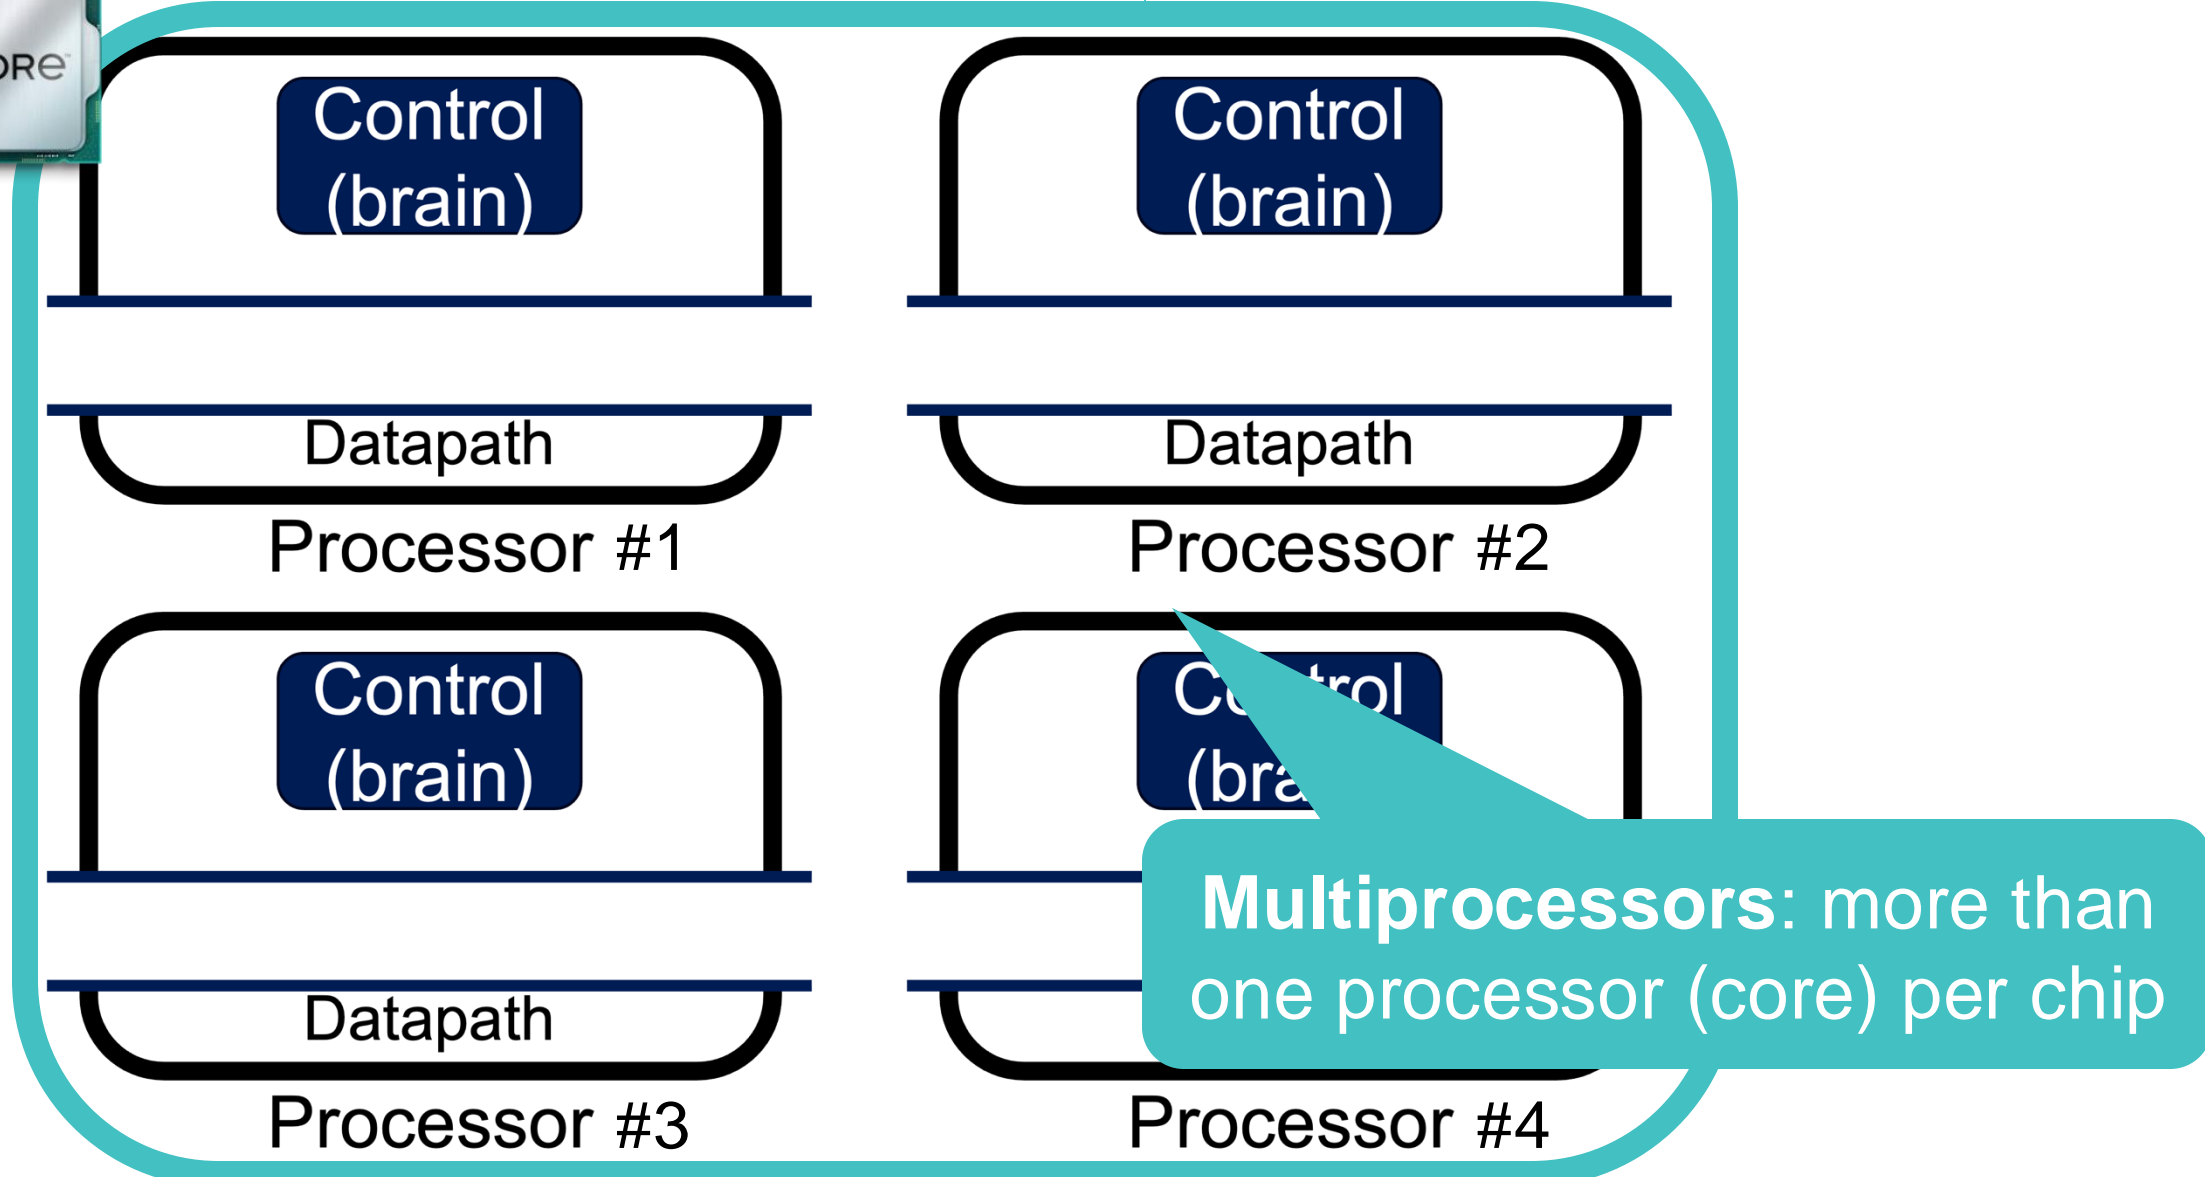 Control
(brain)
Datapath
Processor #1
Control
(brain)
Datapath
Processor #2
Control
(brain)
Datapath
Processor #3
Processor #4
Multiprocessors: more than
one processor (core) per chip